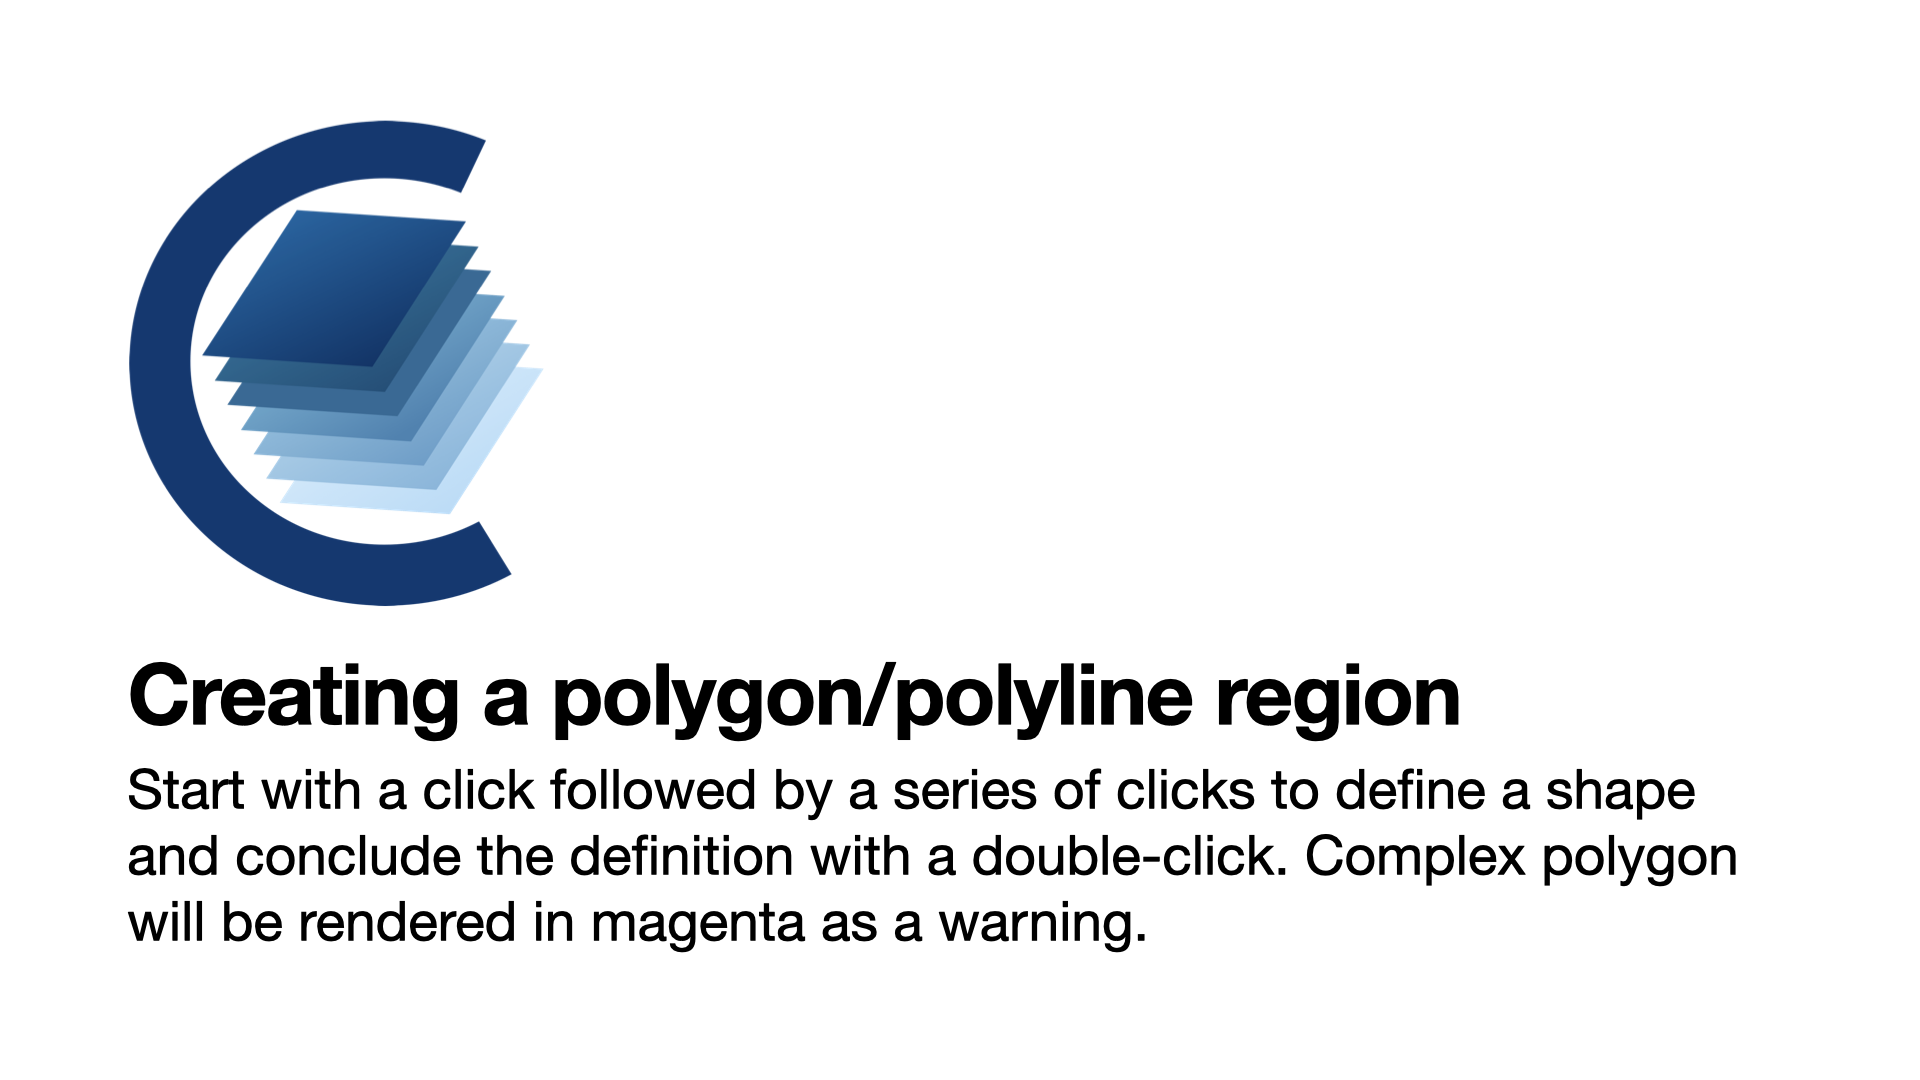 Creating a polygon/polyline region
Start with a click followed by a series of clicks to define a shape
and conclude the definition with a double-click. Complex polygon
will be rendered in magenta as a warning.